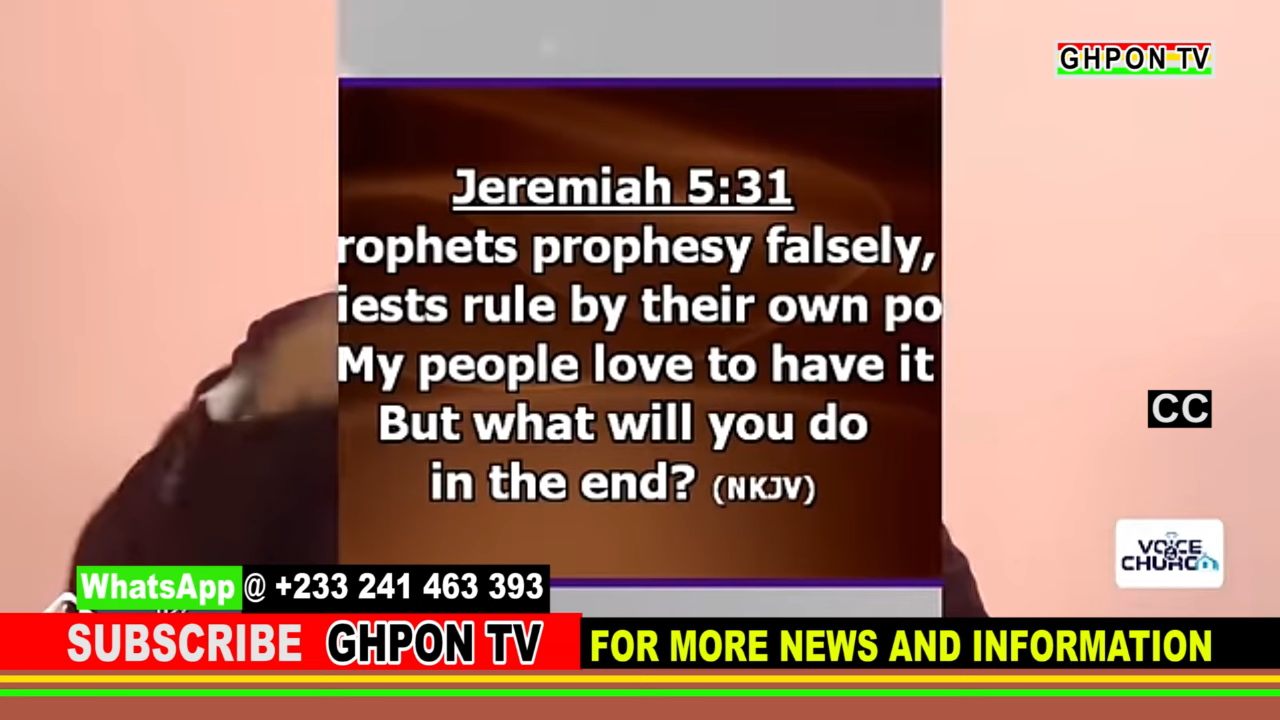 GHPON TV
Jeremiah 5:31
rophets prophesy falsely,
iests rule by their own po
My people love to have it
But what will you do
in the end? (NKJV)
CC
VOICE
CHURCH
WhatsApp @ +233 241 463 393
SUBSCRIBE GHPON TV FOR MORE NEWS AND INFORMATION